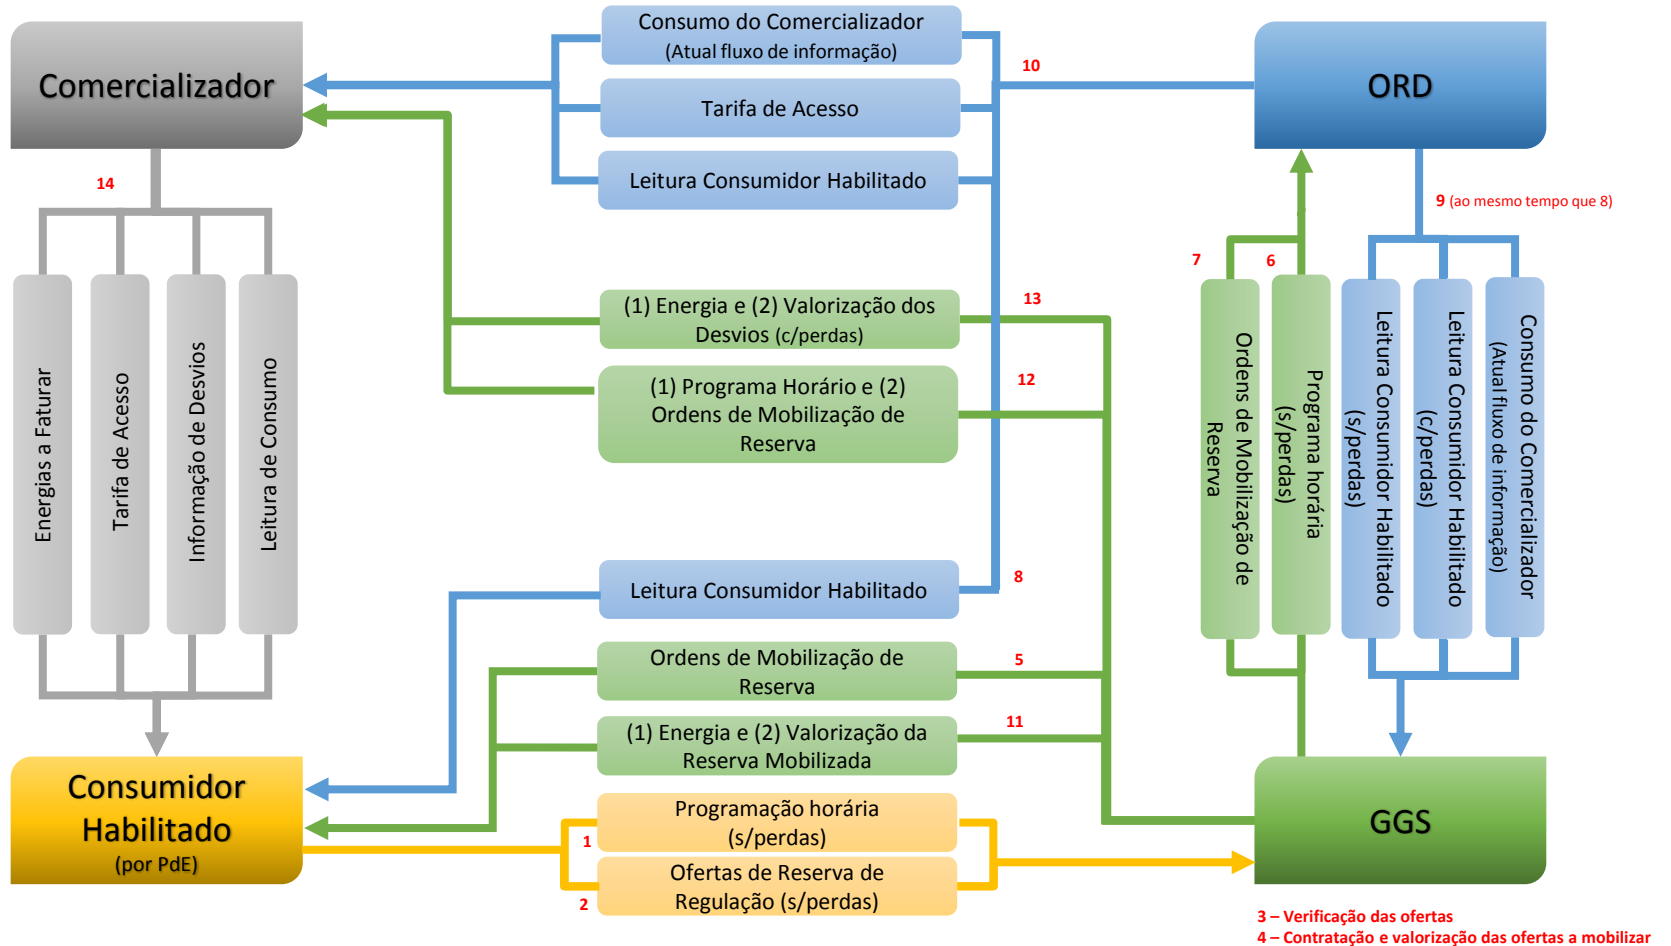 Comercializador
Consumo do Comercializador
(Atual fluxo de informação)
Tarifa de Acesso
Leitura Consumidor Habilitado
10
ORD
14
9 (ao mesmo tempo que 8)
7
6
Energias a Faturar
Tarifa de Acesso
Informação de Desvios
Leitura de Consumo
(1) Energia e (2) Valorização dos
Desvios (c/perdas)
13
(1) Programa Horário e (2)
Ordens de Mobilização de
Reserva
12
Ordens de Mobilização de
Reserva
Programa horária
(s/perdas)
Leitura Consumidor Habilitado
(s/perdas)
Leitura Consumidor Habilitado
(c/perdas)
Consumo do Comercializador
(Atual fluxo de informação)
Leitura Consumidor Habilitado
8
Ordens de Mobilização de
Reserva
5
(1) Energia e (2) Valorização da
Reserva Mobilizada
11
Consumidor
Habilitado
(por PdE)
1
Programação horária
(s/perdas)
2
Ofertas de Reserva de
Regulação (s/perdas)
GGS
3 – Verificação das ofertas
4 – Contratação e valorização das ofertas a mobilizar